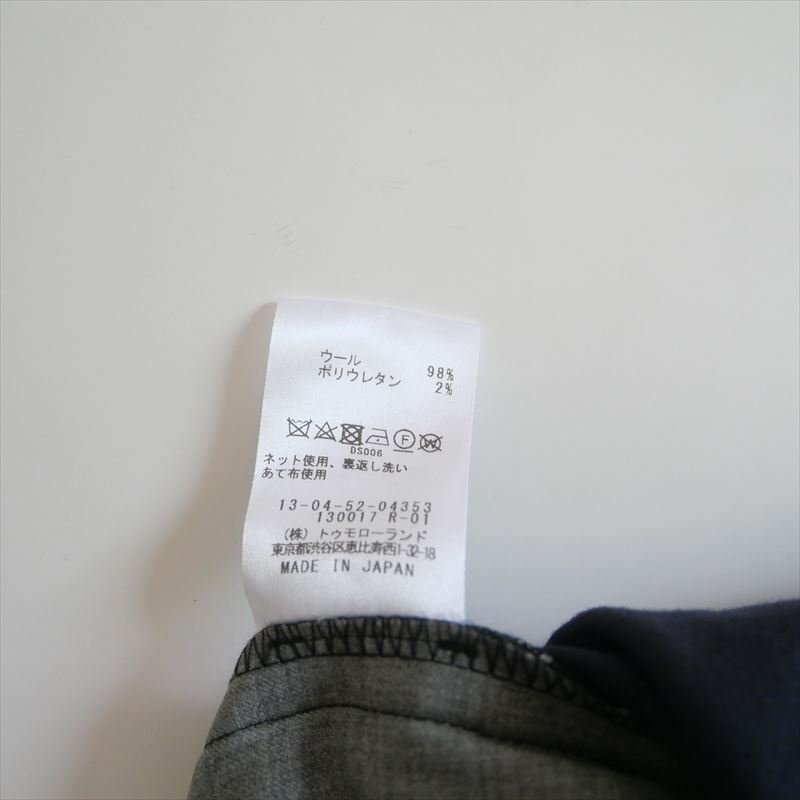 ウール 98%
ポリウレタン 2%
F W
DS006
ネット使用、裏返し洗い
あて布使用
13-04-52-04353
130017 R-01
(株) トゥモローランド
東京都渋谷区恵比寿西1-32-18
MADE IN JAPAN